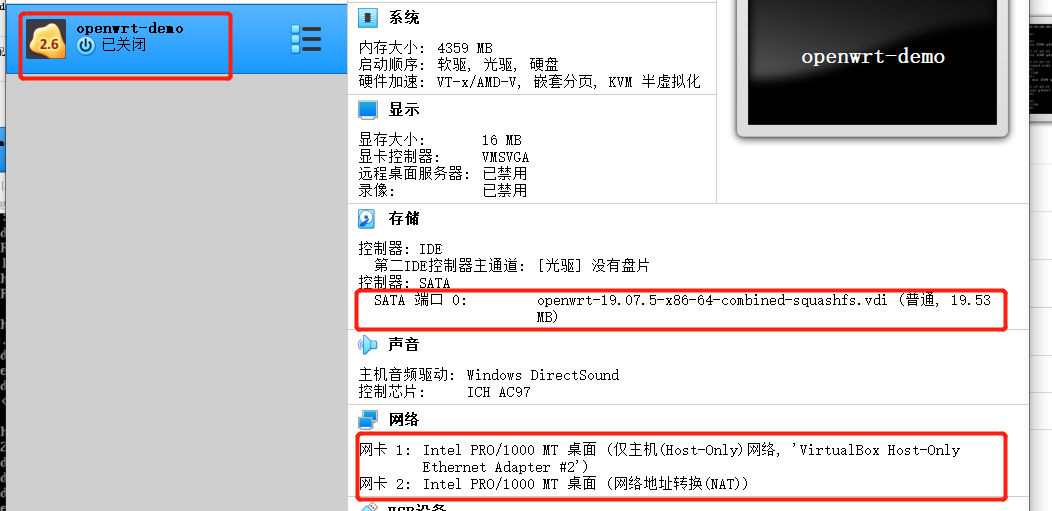 openwrt-demo
2.6
已关闭
系统
内存大小: 4359 MB
启动顺序: 软驱, 光驱, 硬盘
硬件加速: VT-x/AMD-V, 嵌套分页, KVM 半虚拟化
openwrt-demo
显示
显存大小: 16 MB
显卡控制器: VMSVGA
远程桌面服务器: 已禁用
录像: 已禁用
存储
控制器: IDE
第二IDE控制器主通道: [光驱] 没有盘片
控制器: SATA
SATA 端口 0: openwrt-19.07.5-x86-64-combined-squashfs.vdi (普通, 19.53
MB)
声音
主机音频驱动: Windows DirectSound
控制芯片: ICH AC97
网络
网卡 1: Intel PRO/1000 MT 桌面 (仅主机(Host-Only)网络, 'VirtualBox Host-Only
Ethernet Adapter #2')
网卡 2: Intel PRO/1000 MT 桌面 (网络地址转换(NAT))
USB设备